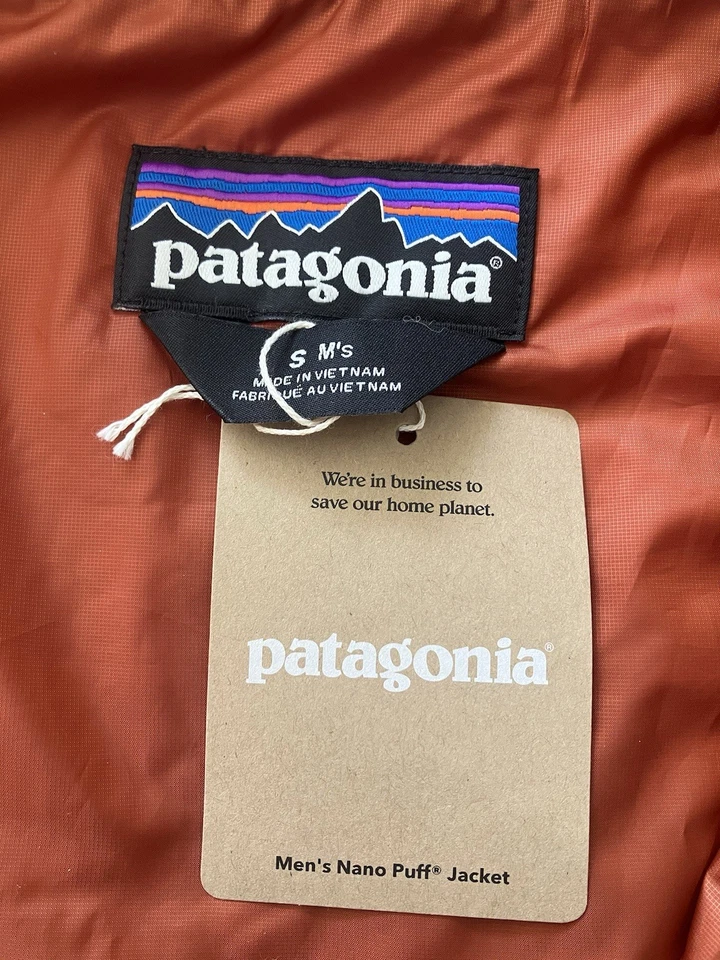 patagonia®
S M's
MADE IN VIETNAM
FABRIQUÉ AU VIETNAM
We're in business to
save our home planet.
patagonia®
Men's Nano Puff® Jacket